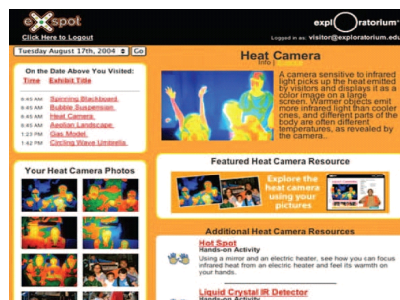 exspot
explOratorium
Click Here to Logout
Logged in as: visitor@exploratorium.edu
Tuesday August 17th, 2004
Go
On the Date Above You Visited:
Time Exhibit Title
6:45 AM Spinning Blackboard
6:45 AM Bubble Suspension
6:45 AM Heat Camera
6:45 AM Aeolian Landscape
1:23 PM Gas Model
1:42 PM Circling Wave Umbrella
Your Heat Camera Photos
Heat Camera
Info |
A camera sensitive to infrared
light picks up the heat emitted
by visitors and displays it as a
color image on a large
screen. Warmer objects emit
more infrared light than cooler
ones, and different parts of the
body are often different
temperatures, as revealed by
the camera..
Featured Heat Camera Resource
Explore the
heat camera
using your
pictures
Additional Heat Camera Resources
Hot Spot
Hands-on Activity
Using a mirror and an electric heater, see how you can focus
infrared heat from an electric heater and feel its warmth on
your hands.
Liquid Crystal IR Detector
Hands-on Activity